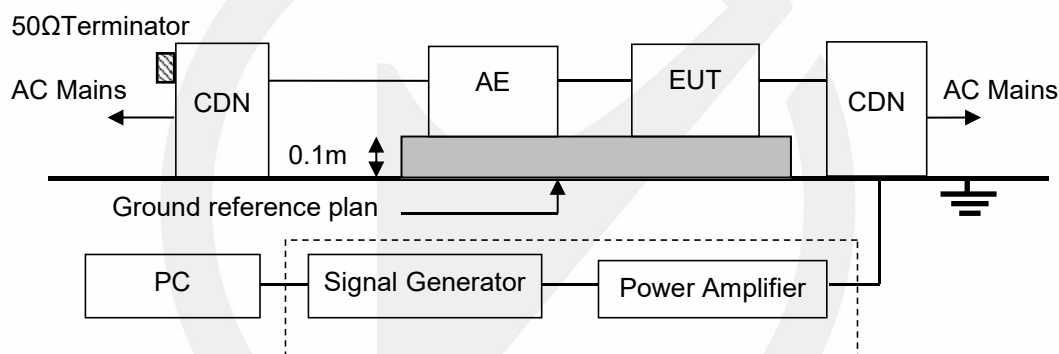 50ΩTerminator
AC Mains
CDN
AE
EUT
CDN
AC Mains
0.1m
Ground reference plan
PC
Signal Generator
Power Amplifier